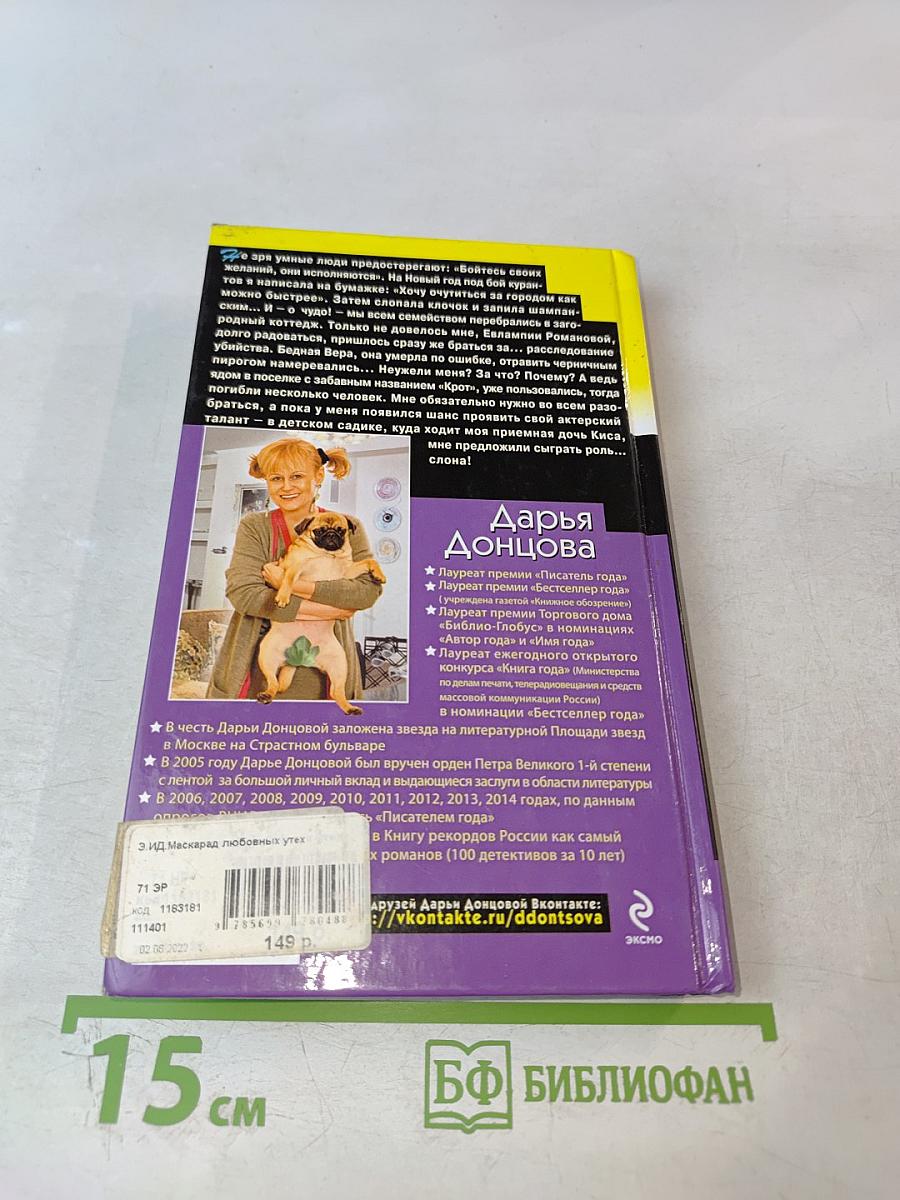 Не зря умные люди предостерегают: «Бойтесь своих
желаний, они исполняются». На Новый год под бой куран-
тов я написала на бумажке: «Хочу очутиться за городом как
можно быстрее». Затем слопала клочок и запила шампан-
ским... И – о чудо! – мы всем семейством перебрались в заго-
родный коттедж. Только не довелось мне, Евлампии Романовой,
долго радоваться, пришлось сразу же браться за... расследование
убийства. Бедная Вера, она умерла по ошибке, отравить черничным
пирогом намеревались... Неужели меня? За что? Почему? А ведь
ядом в поселке с забавным названием «Крот», уже пользовались, тогда
погибли несколько человек. Мне обязательно нужно во всем разо-
браться, а пока у меня появился шанс проявить свой актерский
талант – в детском садике, куда ходит моя приемная дочь Киса,
мне предложили сыграть роль...
слона!
Дарья
Донцова
Лауреат премии «Писатель года»
Лауреат премии «Бестселлер года»
( учреждена газетой «Книжное обозрение»)
Лауреат премии Торгового дома
«Библио-Глобус» в номинациях
«Автор года» и «Имя года»
Лауреат ежегодного открытого
конкурса «Книга года» (Министерства
по делам печати, телерадиовещания и средств
массовой коммуникации России)
в номинации «Бестселлер года»
В честь Дарьи Донцовой заложена звезда на литературной Площади звезд
в Москве на Страстном бульваре
В 2005 году Дарье Донцовой был вручен орден Петра Великого 1-й степени
с лентой за большой личный вклад и выдающиеся заслуги в области литературы
В 2006, 2007, 2008, 2009, 2010, 2011, 2012, 2013, 2014 годах, по данным
«Писателем года»
в Книгу рекордов России как самый
романов (100 детективов за 10 лет)
Э.ИД.Маскарад любовных утех
71 ЭР
код 1183181
111401
9 785699 780488
149 р.
друзей Дарьи Донцовой Вконтакте:
://vkontakte.ru/ddontsova
ЭКСМО
15 см
БФ БИБЛИОФАН